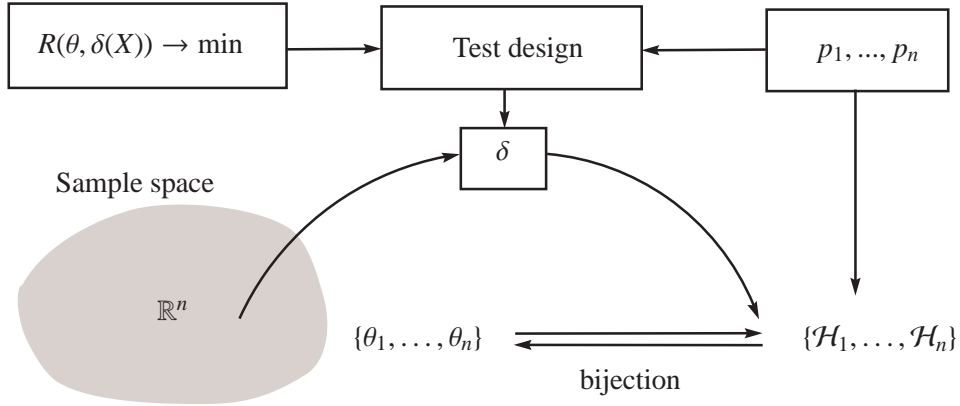 R(θ, δ(X)) → min
Test design
p₁, ..., pₙ
δ
Sample space
ℝⁿ
{θ₁, . . . , θₙ}
{ℋ₁, . . . , ℋₙ}
bijection